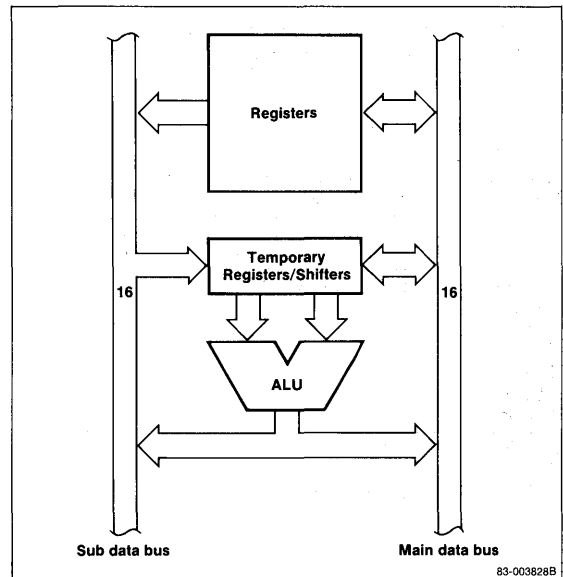 Registers
Temporary
Registers/Shifters
16
16
ALU
Sub data bus
Main data bus
83-003828B